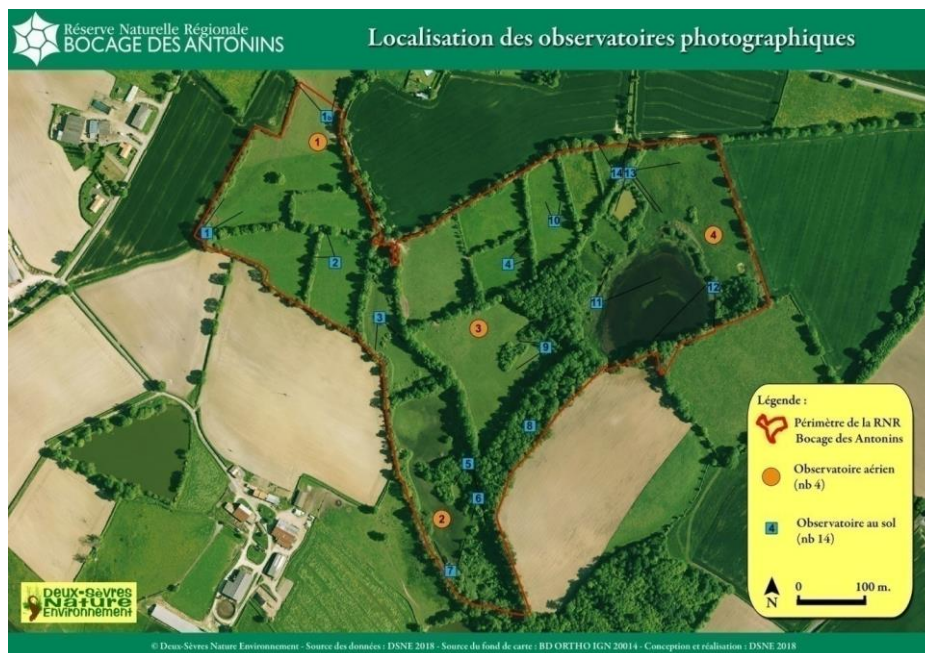 Réserve Naturelle Régionale
BOCAGE DES ANTONINS
Localisation des observatoires photographiques
1
1
14
13
1
10
4
2
4
11
12
3
3
9
8
5
6
2
7
Légende :
Périmètre de la RNR
Bocage des Antonins
Observatoire aérien
(nb 4)
4
Observatoire au sol
(nb 14)
N
0
100 m.
Deux-Sèvres
Nature
Environnement
© Deux-Sèvres Nature Environnement - Source des données : DSNE 2018 - Source du fond de carte : BD ORTHO IGN 20014 - Conception et réalisation : DSNE 2018